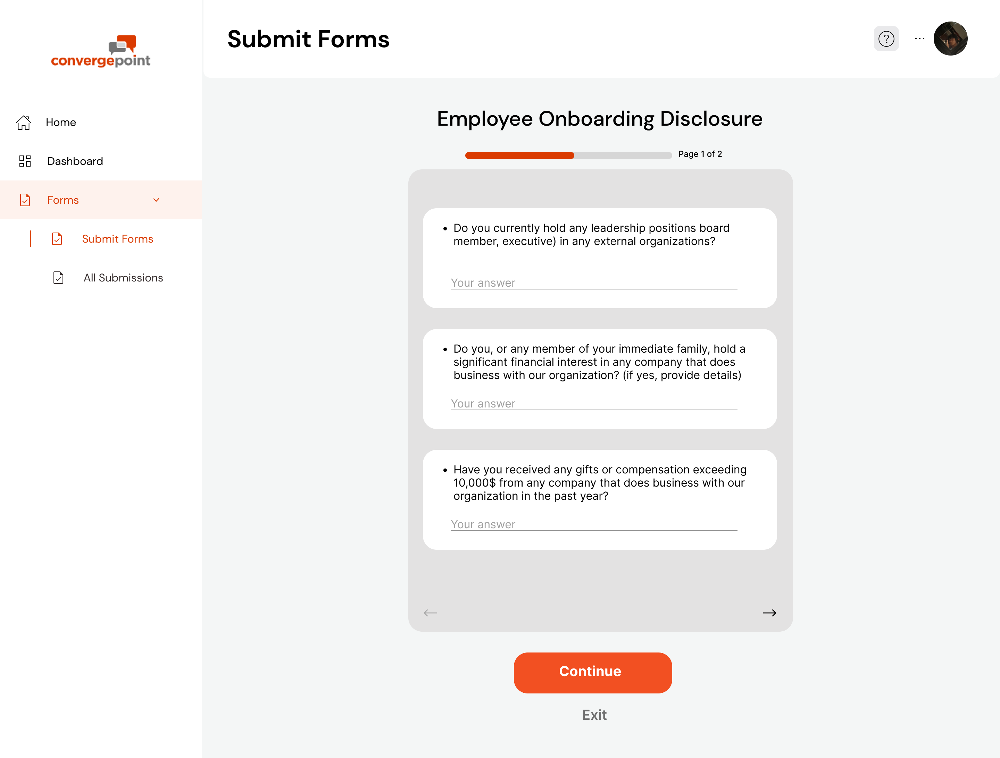 convergepoint
Home
Dashboard
Forms
Submit Forms
All Submissions
Submit Forms
?
...
Employee Onboarding Disclosure
Page 1 of 2
• Do you currently hold any leadership positions board
member, executive) in any external organizations?
Your answer
• Do you, or any member of your immediate family, hold a
significant financial interest in any company that does
business with our organization? (if yes, provide details)
Your answer
• Have you received any gifts or compensation exceeding
10,000$ from any company that does business with our
organization in the past year?
Your answer
Continue
Exit